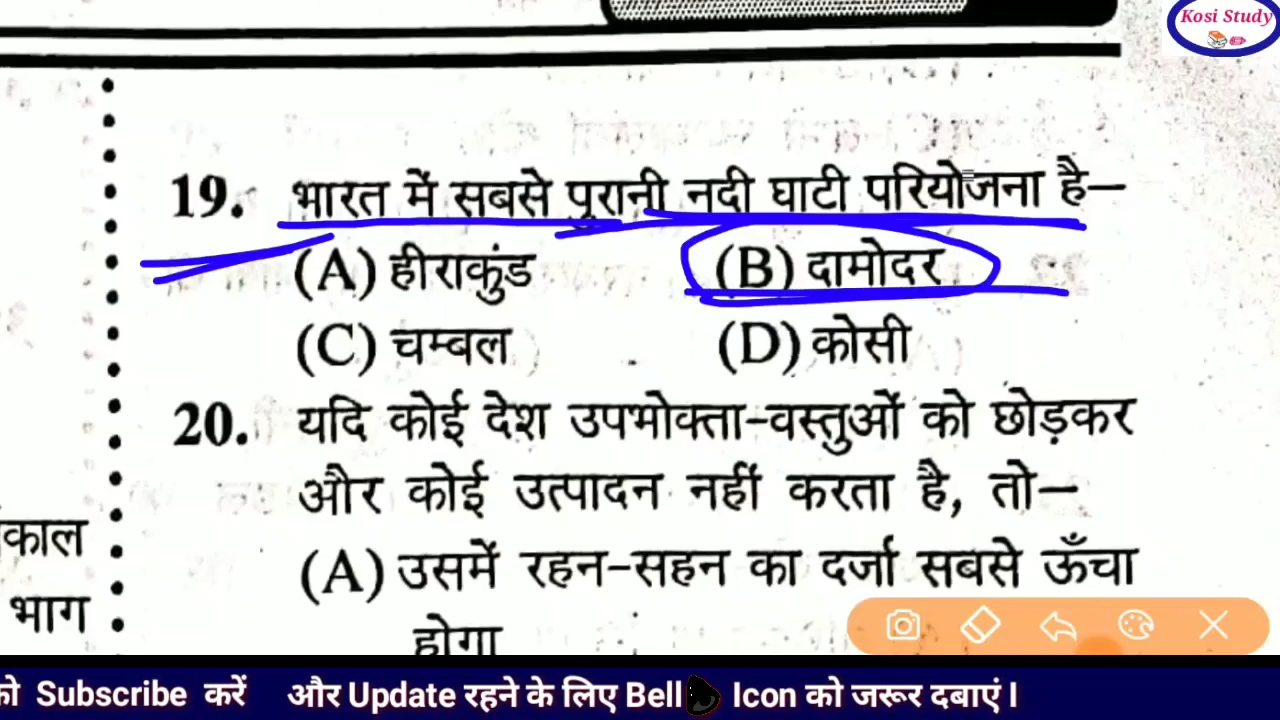 Kosi Study
19. भारत में सबसे पुरानी नदी घाटी परियोजना है–
(A) हीराकुंड (B) दामोदर
(C) चम्बल (D) कोसी
20. यदि कोई देश उपभोक्ता-वस्तुओं को छोड़कर
और कोई उत्पादन नहीं करता है, तो–
काल
(A) उसमें रहन-सहन का दर्जा सबसे ऊँचा
भाग
होगा
को Subscribe करें और Update रहने के लिए Bell Icon को जरूर दबाएं।